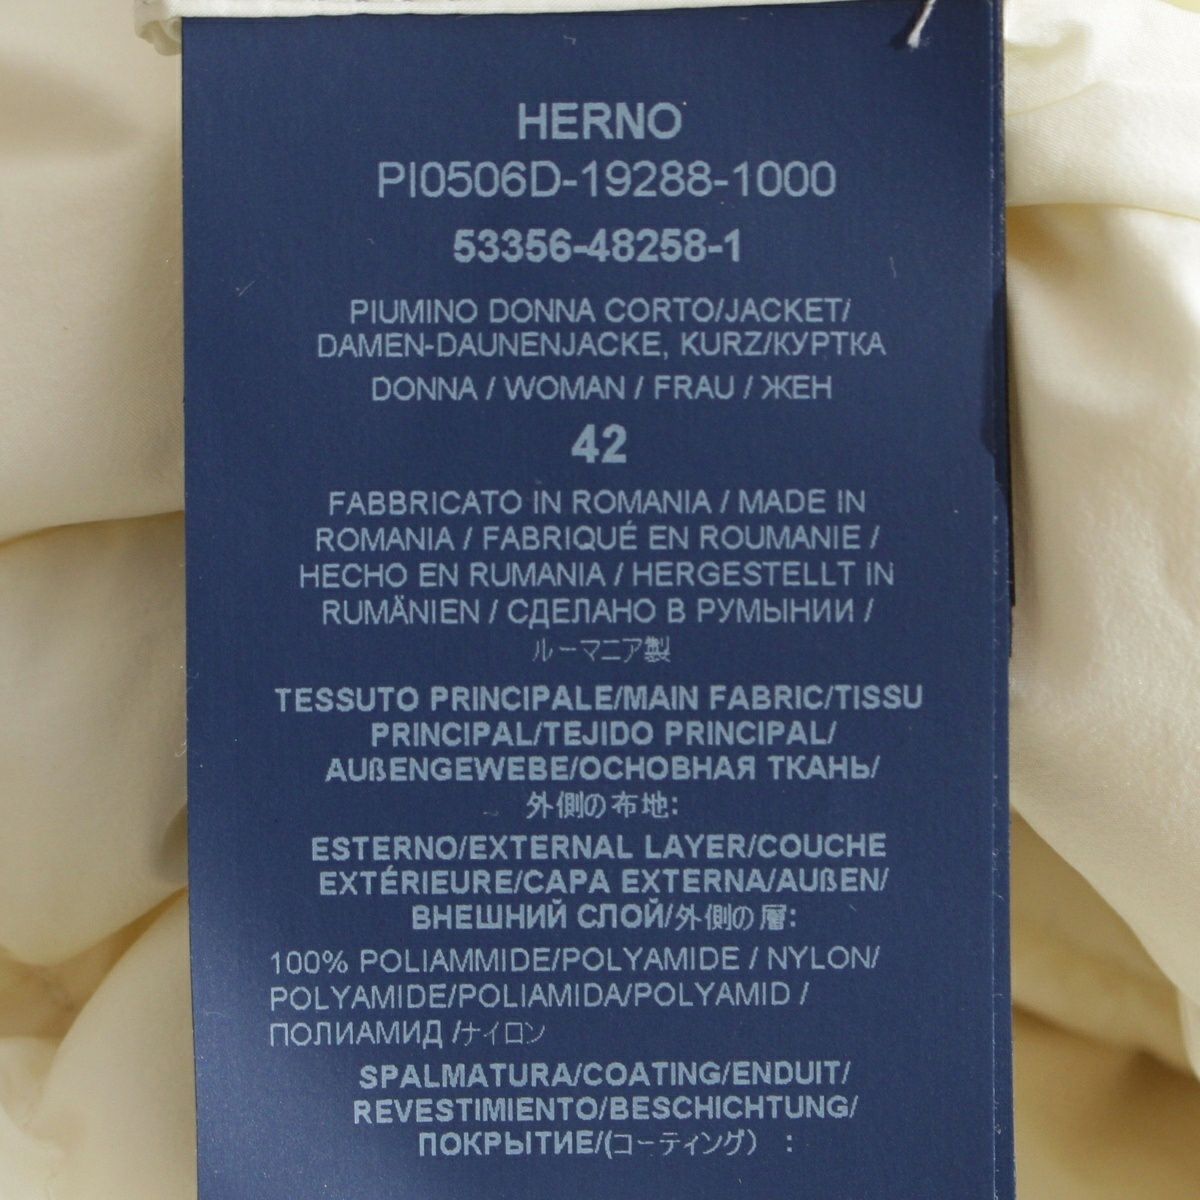 HERNO
PI0506D-19288-1000
53356-48258-1
PIUMINO DONNA CORTO/JACKET/
DAMEN-DAUNENJACKE, KURZ/КУРТКА
DONNA / WOMAN / FRAU / ЖЕН
42
FABBRICATO IN ROMANIA / MADE IN
ROMANIA / FABRIQUÉ EN ROUMANIE /
HECHO EN RUMANIA / HERGESTELLT IN
RUMÄNIEN / СДЕЛАНО В РУМЫНИИ /
ルーマニア製
TESSUTO PRINCIPALE/MAIN FABRIC/TISSU
PRINCIPAL/TEJIDO PRINCIPAL/
AUßENGEWEBE/ОСНОВНАЯ ТКАНЬ/
外側の布地:
ESTERNO/EXTERNAL LAYER/COUCHE
EXTÉRIEURE/CAPA EXTERNA/AUßEN/
ВНЕШНИЙ СЛОЙ/外側の層:
100% POLIAMMIDE/POLYAMIDE / NYLON/
POLYAMIDE/POLIAMIDA/POLYAMID /
ПОЛИАМИД /ナイロン
SPALMATURA/COATING/ENDUIT/
REVESTIMIENTO/BESCHICHTUNG/
ПОКРЫТИЕ/(コーティング） :